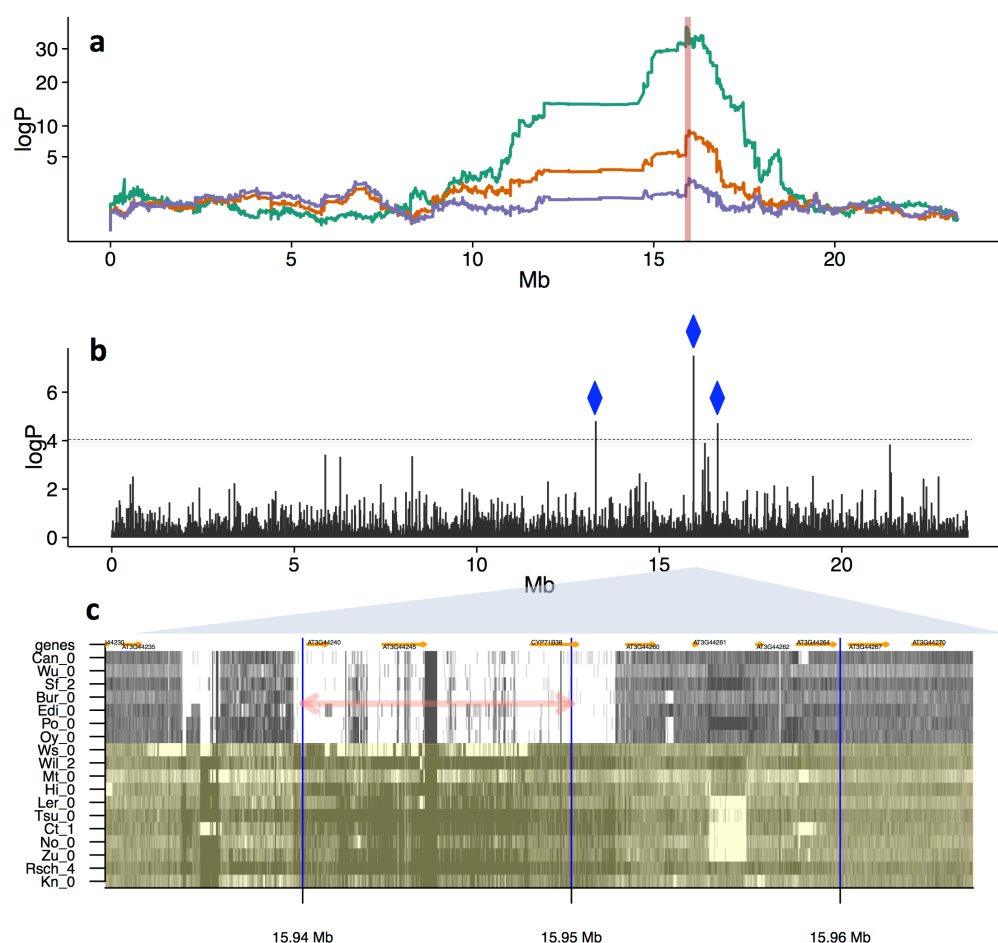 a
30
20
10
5
logP
0 5 10 15 20
Mb
b
6
4
2
0
logP
0 5 10 15 20
Mb
c
genes
44230 AT3G44235 AT3G44240 AT3G44245 CYP71B38 AT3G44260 AT3G44261 AT3G44262 AT3G44264 AT3G44267 AT3G44270
Can_0
Wu_0
Sf_2
Bur_0
Edi_0
Po_0
Oy_0
Ws_0
Wil_2
Mt_0
Hi_0
Ler_0
Tsu_0
Ct_1
No_0
Zu_0
Rsch_4
Kn_0
15.94 Mb 15.95 Mb 15.96 Mb